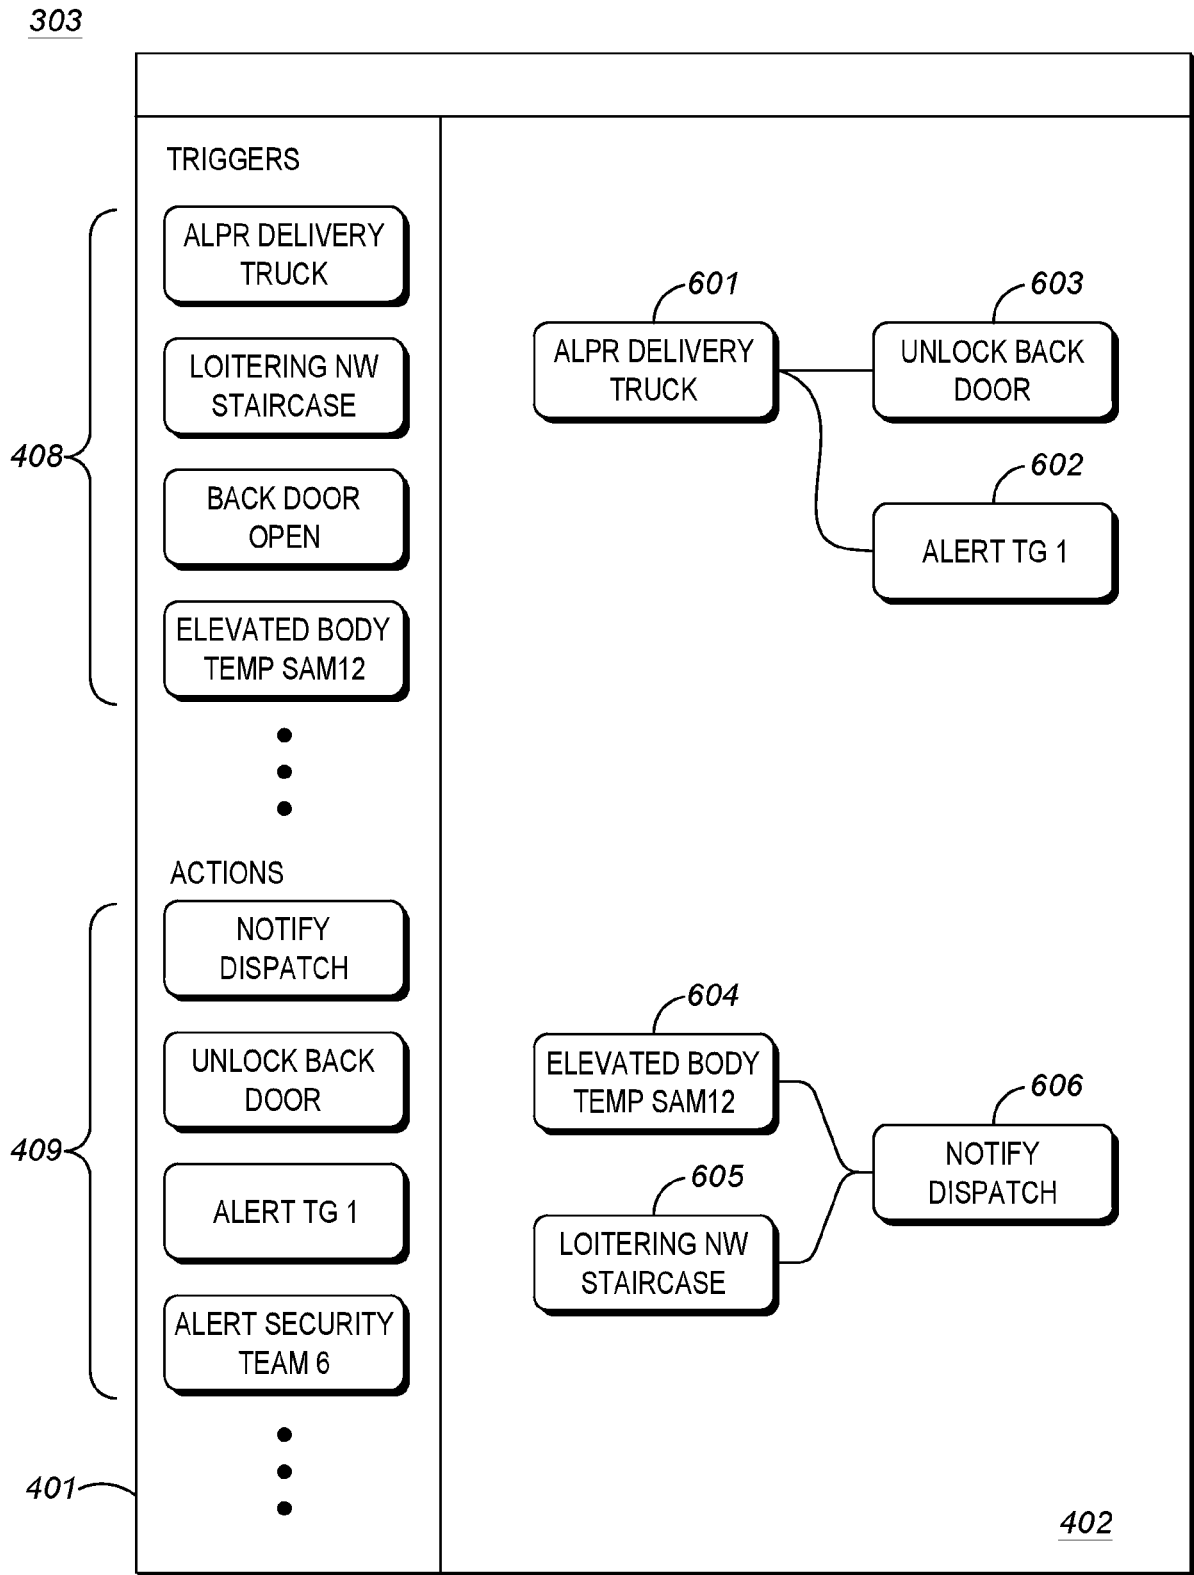 303
TRIGGERS
ALPR DELIVERY
TRUCK
LOITERING NW
STAIRCASE
408
BACK DOOR
OPEN
ELEVATED BODY
TEMP SAM12
ACTIONS
NOTIFY
DISPATCH
UNLOCK BACK
DOOR
409
ALERT TG 1
ALERT SECURITY
TEAM 6
401
601
ALPR DELIVERY
TRUCK
603
UNLOCK BACK
DOOR
602
ALERT TG 1
604
ELEVATED BODY
TEMP SAM12
605
LOITERING NW
STAIRCASE
606
NOTIFY
DISPATCH
402